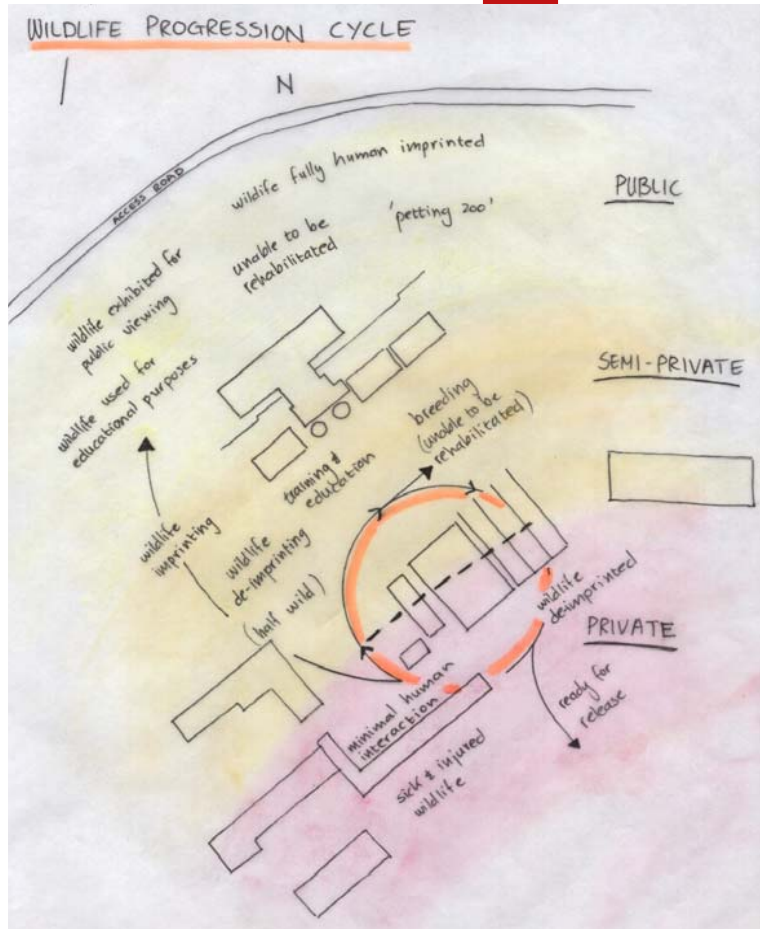 WILDLIFE PROGRESSION CYCLE
N
ACCESS ROAD
wildlife fully human imprinted
PUBLIC
unable to be
rehabilitated
'petting zoo'
wildlife exhibited for
public viewing
wildlife used for
educational purposes
SEMI-PRIVATE
breeding
(unable to be
rehabilitated)
training &
education
wildlife
imprinting
wildlife
de-imprinting
(half wild)
wildlife
deimprinted
PRIVATE
minimal human
interaction
ready for
release
sick & injured
wildlife